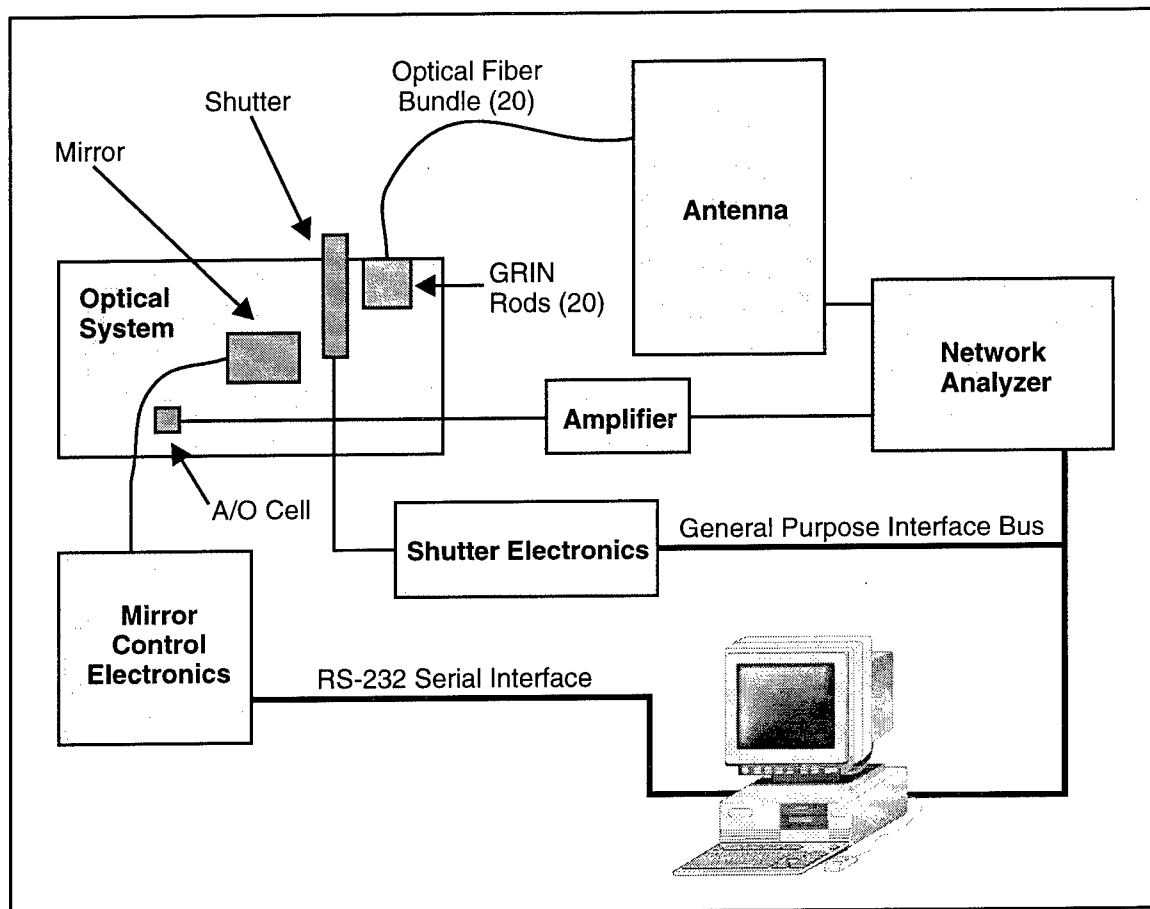 Optical Fiber
Bundle (20)
Shutter
Mirror
Antenna
GRIN
Rods (20)
Optical
System
Network
Analyzer
Amplifier
A/O Cell
General Purpose Interface Bus
Shutter Electronics
Mirror
Control
Electronics
RS-232 Serial Interface